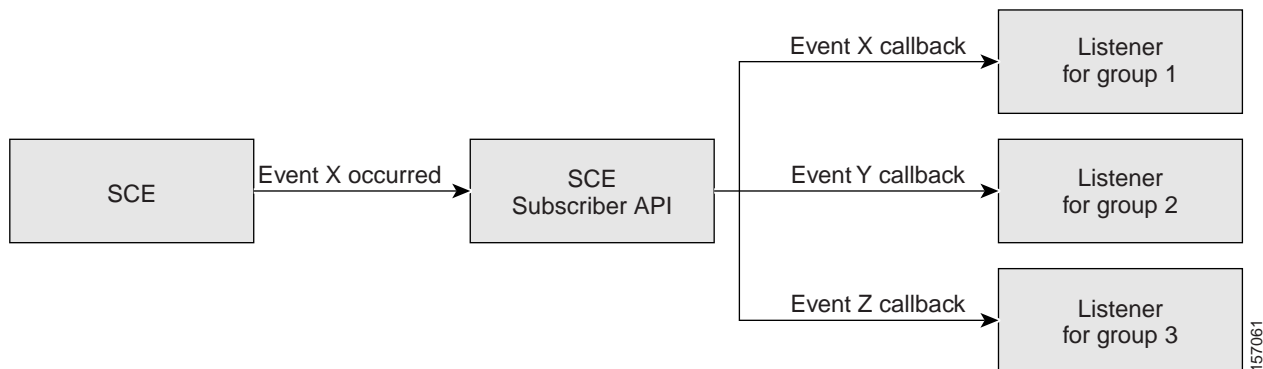 SCE
Event X occurred
SCE
Subscriber API
Event X callback
Listener
for group 1
Event Y callback
Listener
for group 2
Event Z callback
Listener
for group 3
157061